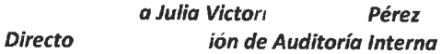 a Julia Victori Pérez
Directo ión de Auditoría Interna